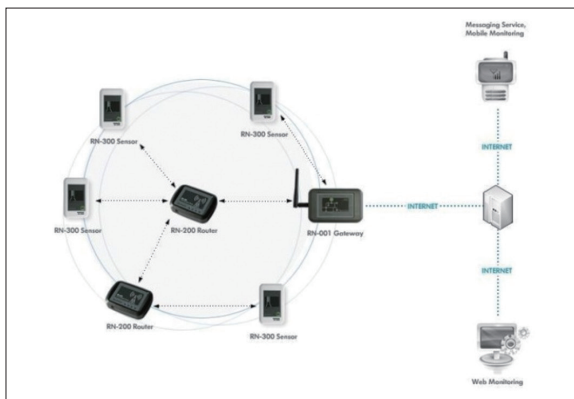 Messaging Service,
Mobile Monitoring
RN-300 Sensor
RN-300 Sensor
INTERNET
RN-300 Sensor
RN-200 Router
RN-001 Gateway
INTERNET
INTERNET
RN-200 Router
RN-300 Sensor
Web Monitoring